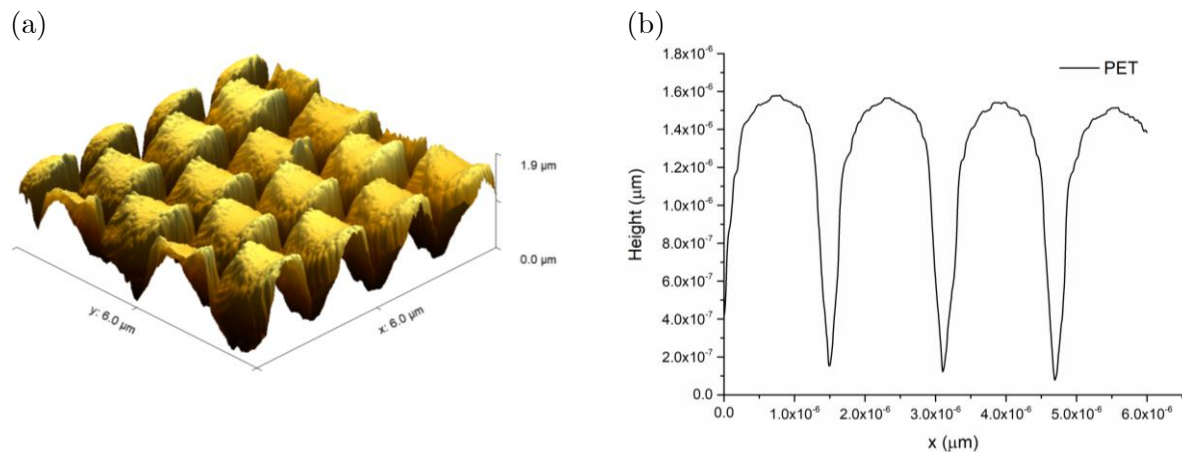 (a)
1.9 µm
0.0 µm
y: 6.0 µm
x: 6.0 µm
(b)
1.8x10⁻⁶
1.6x10⁻⁶
1.4x10⁻⁶
1.2x10⁻⁶
1.0x10⁻⁶
8.0x10⁻⁷
6.0x10⁻⁷
4.0x10⁻⁷
2.0x10⁻⁷
0.0
Height (µm)
PET
0.0 1.0x10⁻⁶ 2.0x10⁻⁶ 3.0x10⁻⁶ 4.0x10⁻⁶ 5.0x10⁻⁶ 6.0x10⁻⁶
x (µm)